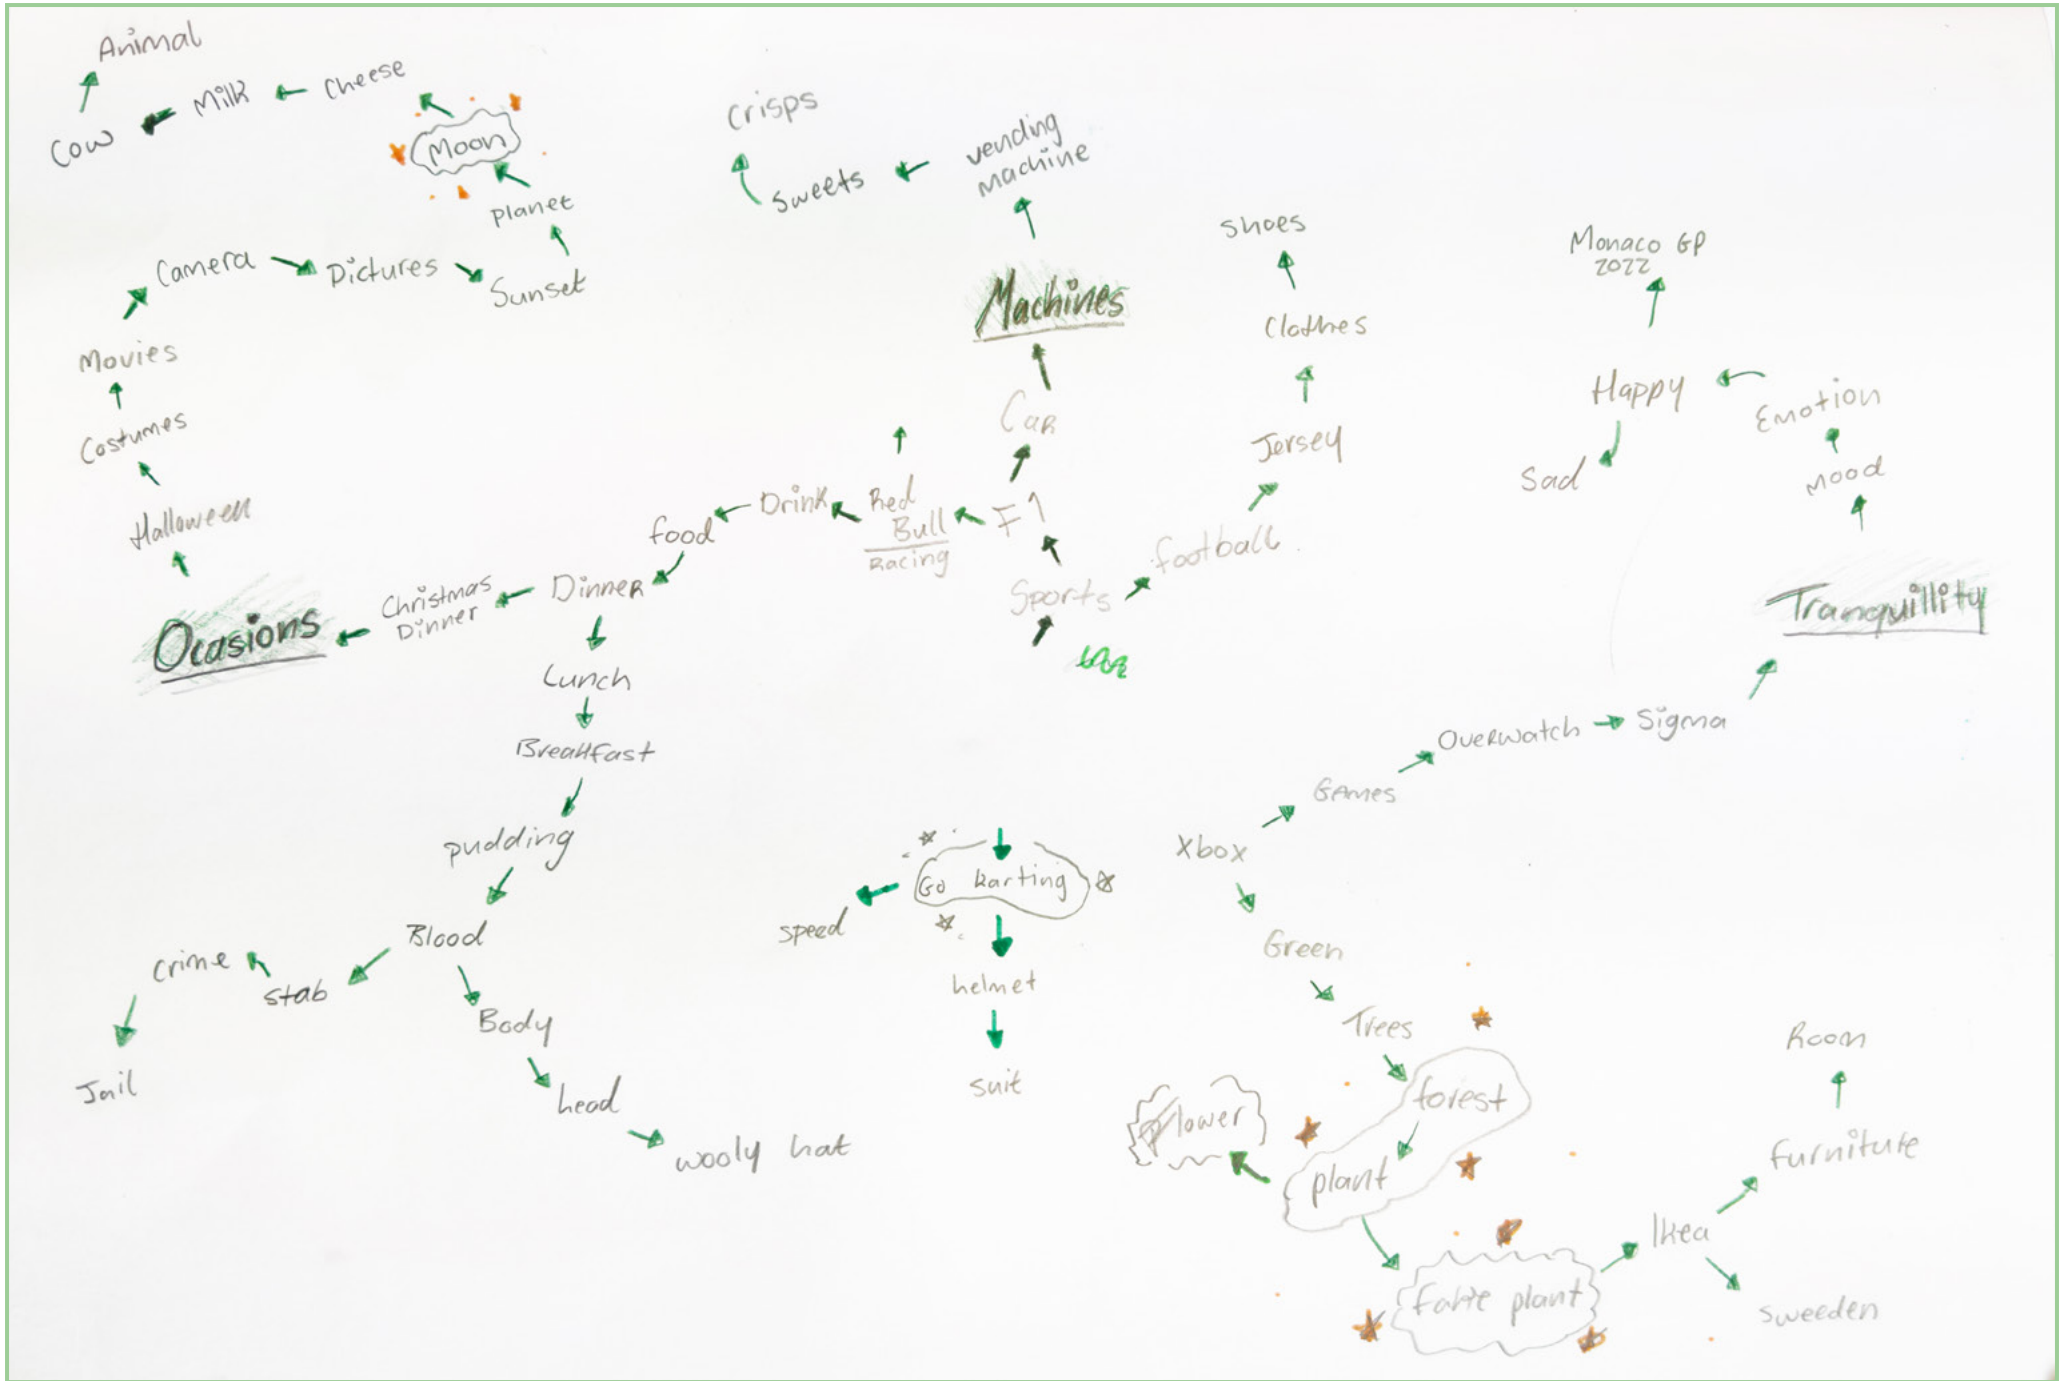 Animal
Cheese
Milk
Cow
Moon
Planet
Sunset
Pictures
Camera
Movies
Costumes
Halloween
Ocasions
Christmas
Dinner
Dinner
food
Drink
Red
Bull
Racing
F1
Car
Machines
vending
machine
Sweets
Crisps
Sports
football
Jersey
Clothes
Shoes
Lunch
Breakfast
pudding
Blood
stab
crime
Jail
Body
head
wooly hat
Go karting
speed
helmet
suit
Xbox
Games
Overwatch
Sigma
Tranquillity
Mood
Emotion
Happy
Sad
Monaco GP
2022
Green
Trees
forest
plant
flower
fake plant
Ikea
furniture
Room
Sweeden